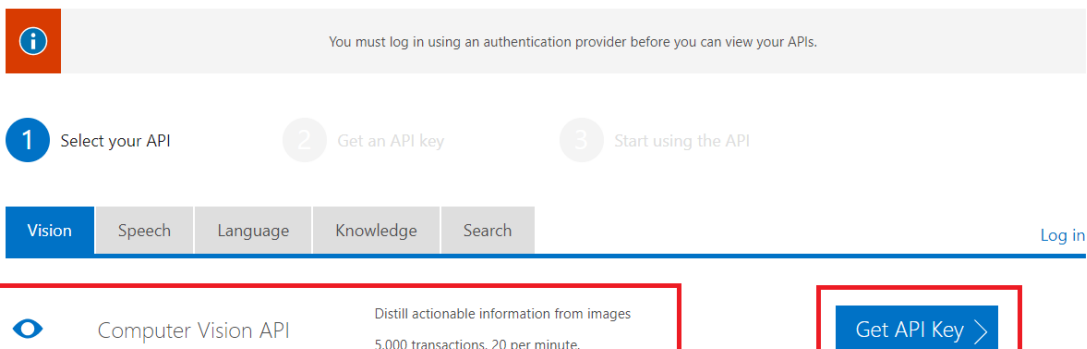 You must log in using an authentication provider before you can view your APIs.
1 Select your API 2 Get an API key 3 Start using the API
Vision Speech Language Knowledge Search
Log in
Computer Vision API
Distill actionable information from images
5,000 transactions, 20 per minute.
Get API Key